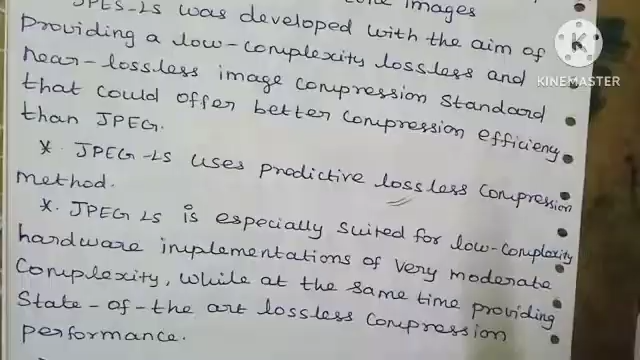 images
JPES-LS was developed with the aim of
Providing a low-complexity lossless and
near-lossless image compression standard
that could offer better compression efficieny
than JPEG.
*. JPEG-LS uses predictive lossless compression
method.
*. JPEG LS is especially suited for low-complexity
hardware implementations of very moderate
complexity, while at the same time providing
State-of-the art lossless compression
performance.
KINEMASTER